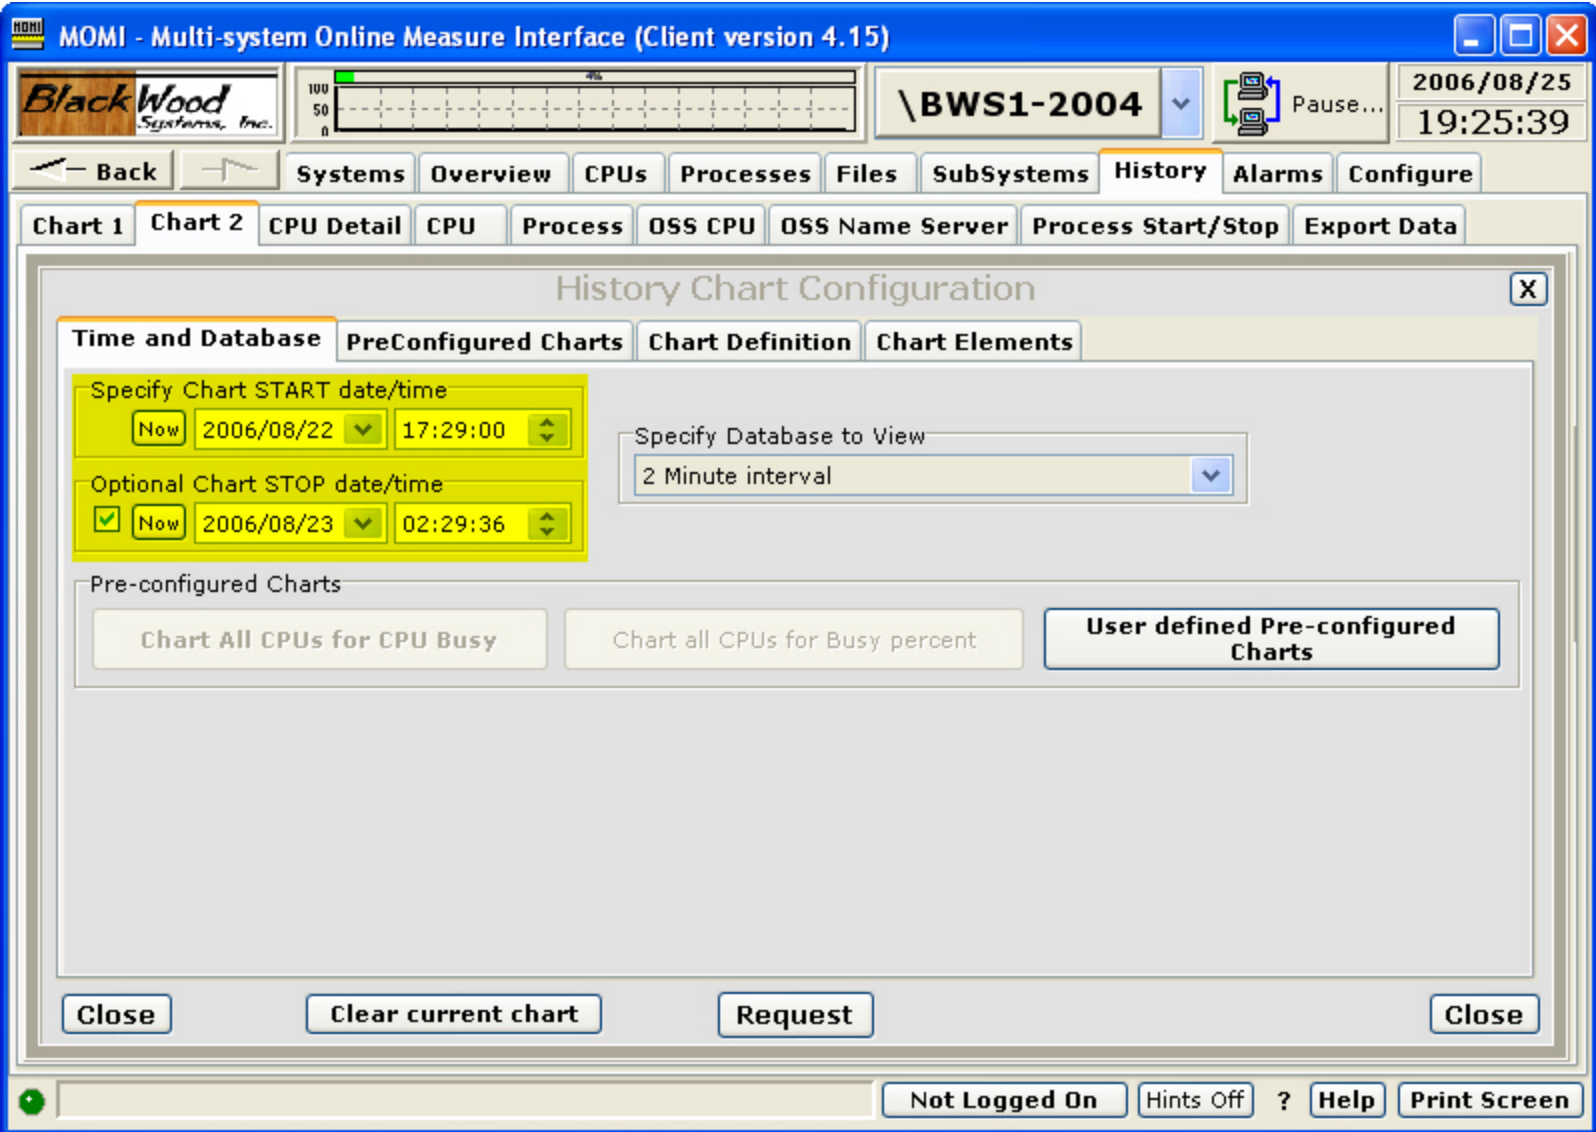 MOMI
MOMI - Multi-system Online Measure Interface (Client version 4.15)
BlackWood
Systems, Inc.
4%
100
50
0
\BWS1-2004
Pause...
2006/08/25
19:25:39
Back
Systems Overview CPUs Processes Files SubSystems History Alarms Configure
Chart 1 Chart 2 CPU Detail CPU Process OSS CPU OSS Name Server Process Start/Stop Export Data
History Chart Configuration
X
Time and Database PreConfigured Charts Chart Definition Chart Elements
Specify Chart START date/time
Now 2006/08/22 17:29:00
Specify Database to View
2 Minute interval
Optional Chart STOP date/time
Now 2006/08/23 02:29:36
Pre-configured Charts
Chart All CPUs for CPU Busy
Chart all CPUs for Busy percent
User defined Pre-configured
Charts
Close Clear current chart Request Close
Not Logged On Hints Off ? Help Print Screen